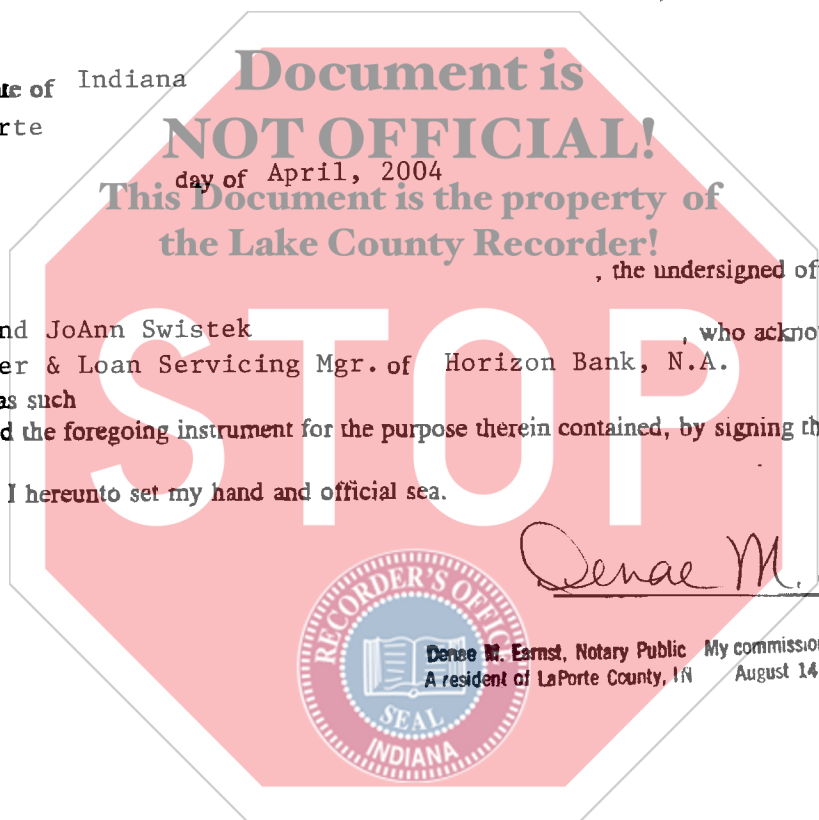 Document is
te of Indiana
NOT OFFICIAL!
rte
day of April, 2004
This Document is the property of
the Lake County Recorder!
, the undersigned of
nd JoAnn Swistek , who ackno
er & Loan Servicing Mgr. of Horizon Bank, N.A.
as such
d the foregoing instrument for the purpose therein contained, by signing th
I hereunto set my hand and official sea.
STOP
Denae M.
Denae M. Earnst, Notary Public My commission
A resident of LaPorte County, IN August 14
RECORDER'S OFFICE
SEAL
INDIANA